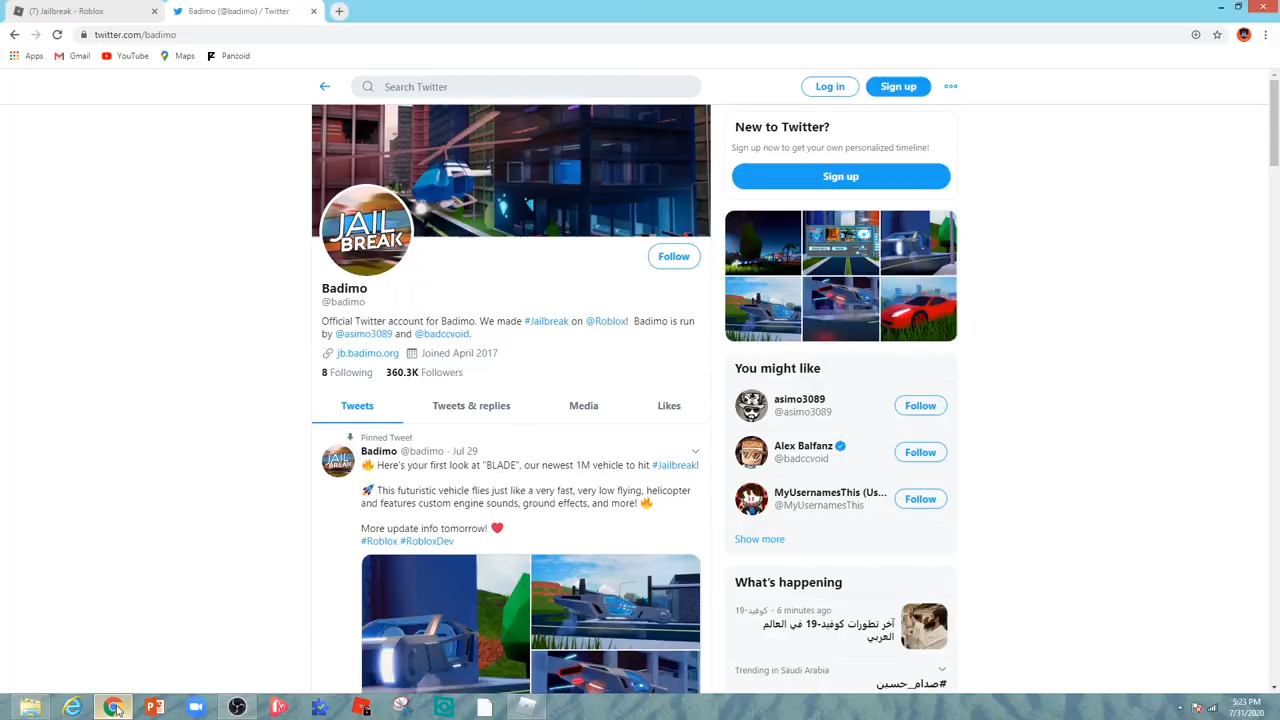 (7) Jailbreak - Roblox
Badimo (@badimo) / Twitter
twitter.com/badimo
Apps
Gmail
YouTube
Maps
Panzoid
Search Twitter
Log in
Sign up
JAIL
BREAK
Follow
Badimo
@badimo
Official Twitter account for Badimo. We made #Jailbreak on @Roblox! Badimo is run
by @asimo3089 and @badccvoid.
jb.badimo.org
Joined April 2017
8 Following
360.3K Followers
Tweets
Tweets & replies
Media
Likes
Pinned Tweet
Badimo @badimo · Jul 29
🔥 Here's your first look at "BLADE", our newest 1M vehicle to hit #Jailbreak!
🚀 This futuristic vehicle flies just like a very fast, very low flying, helicopter
and features custom engine sounds, ground effects, and more! 🔥
More update info tomorrow! ❤️
#Roblox #RobloxDev
New to Twitter?
Sign up now to get your own personalized timeline!
Sign up
You might like
asimo3089
@asimo3089
Follow
Alex Balfanz
@badccvoid
Follow
MyUsernamesThis (Us...
@MyUsernamesThis
Follow
Show more
What's happening
كوفيد-19 · 6 minutes ago
آخر تطورات كوفيد-19 في العالم
العربي
Trending in Saudi Arabia
#صدام_حسين
5:23 PM
7/31/2020